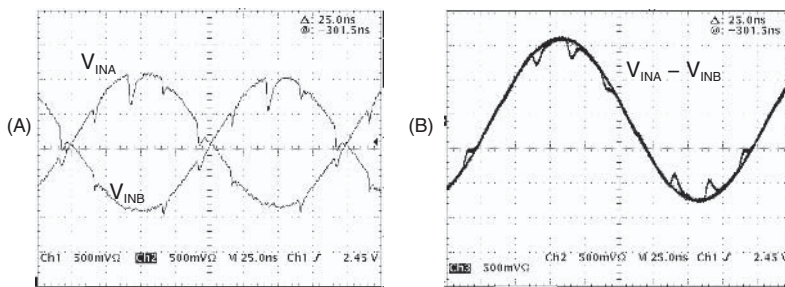 (A)
Δ: 25.0ns
@: −301.5ns
VINA
VINB
Ch1 500mVΩ Ch2 500mVΩ M 25.0ns Ch1 ∫ 2.45 V
(B)
Δ: 25.0ns
@: −301.5ns
VINA – VINB
Ch2 500mVΩ M 25.0ns Ch1 ∫ 2.45 V
Ch3 500mVΩ